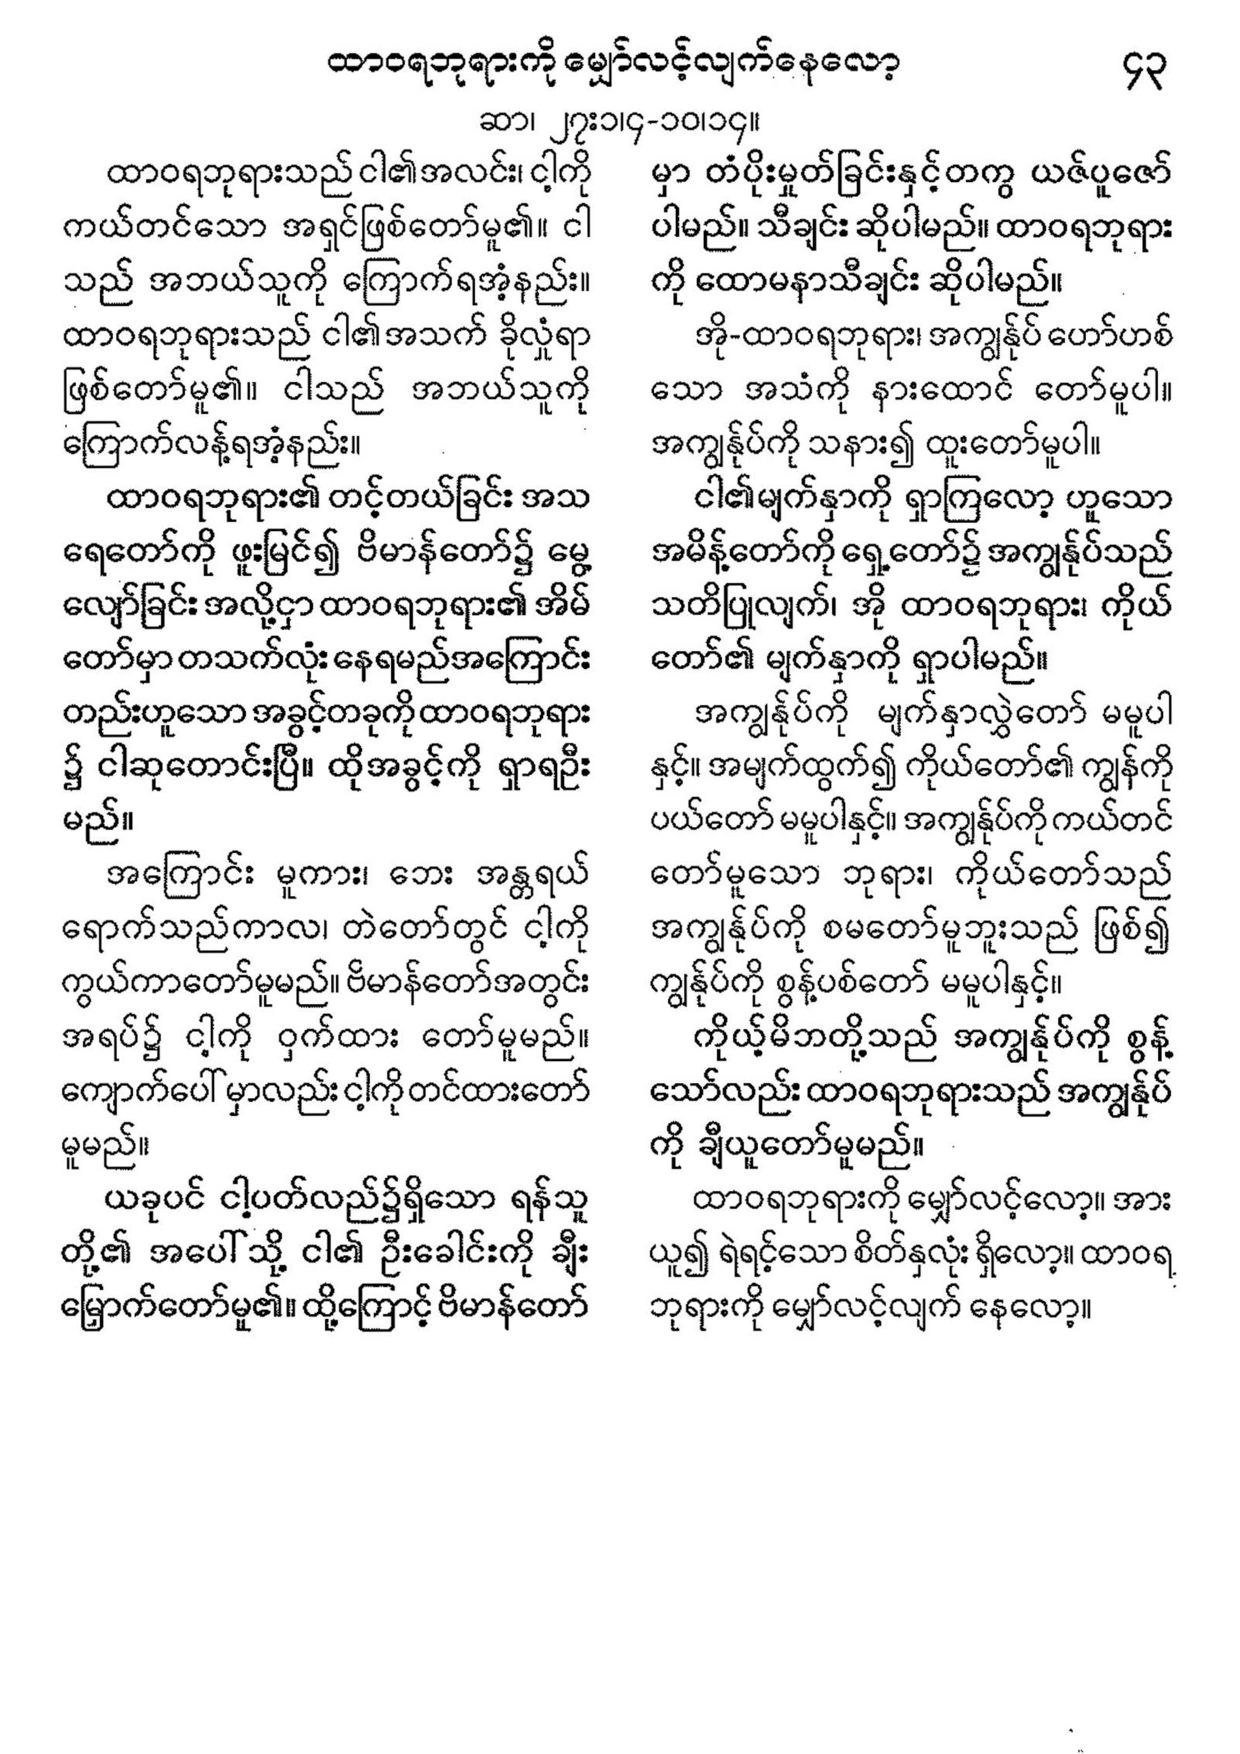 ထာဝရဘုရားကို မျှော်လင့်လျက်နေလော့
၄၃
ဆာ၊ ၂၇း၁၊၄-၁၀၊၁၄။
ထာဝရဘုရားသည် ငါ၏အလင်း၊ ငါ့ကို
ကယ်တင်သော အရှင်ဖြစ်တော်မူ၏။ ငါ
သည် အဘယ်သူကို ကြောက်ရအံ့နည်း။
ထာဝရဘုရားသည် ငါ၏အသက် ခိုလှုံရာ
ဖြစ်တော်မူ၏။ ငါသည် အဘယ်သူကို
ကြောက်လန့်ရအံ့နည်း။
ထာဝရဘုရား၏ တင့်တယ်ခြင်း အသ
ရေတော်ကို ဖူးမြင်၍ ဗိမာန်တော်၌ မွေ့
လျော်ခြင်း အလို့ငှာ ထာဝရဘုရား၏ အိမ်
တော်မှာ တသက်လုံး နေရမည်အကြောင်း
တည်းဟူသော အခွင့်တခုကို ထာဝရဘုရား
၌ ငါဆုတောင်းပြီ။ ထိုအခွင့်ကို ရှာရဦး
မည်။
အကြောင်း မူကား၊ ဘေး အန္တရယ်
ရောက်သည်ကာလ၊ တဲတော်တွင် ငါ့ကို
ကွယ်ကာတော်မူမည်။ ဗိမာန်တော်အတွင်း
အရပ်၌ ငါ့ကို ဝှက်ထား တော်မူမည်။
ကျောက်ပေါ်မှာလည်း ငါ့ကို တင်ထားတော်
မူမည်။
ယခုပင် ငါ့ပတ်လည်၌ရှိသော ရန်သူ
တို့၏ အပေါ်သို့ ငါ၏ ဦးခေါင်းကို ချီး
မြှောက်တော်မူ၏။ ထို့ကြောင့် ဗိမာန်တော်
မှာ တံပိုးမှုတ်ခြင်းနှင့်တကွ ယဇ်ပူဇော်
ပါမည်။ သီချင်း ဆိုပါမည်။ ထာဝရဘုရား
ကို ထောမနာသီချင်း ဆိုပါမည်။
အို-ထာဝရဘုရား၊ အကျွန်ုပ် ဟော်ဟစ်
သော အသံကို နားထောင် တော်မူပါ။
အကျွန်ုပ်ကို သနား၍ ထူးတော်မူပါ။
ငါ၏မျက်နှာကို ရှာကြလော့ ဟူသော
အမိန့်တော်ကို ရှေ့တော်၌ အကျွန်ုပ်သည်
သတိပြုလျက်၊ အို ထာဝရဘုရား၊ ကိုယ်
တော်၏ မျက်နှာကို ရှာပါမည်။
အကျွန်ုပ်ကို မျက်နှာလွှဲတော် မမူပါ
နှင့်။ အမျက်ထွက်၍ ကိုယ်တော်၏ ကျွန်ကို
ပယ်တော် မမူပါနှင့်။ အကျွန်ုပ်ကို ကယ်တင်
တော်မူသော ဘုရား၊ ကိုယ်တော်သည်
အကျွန်ုပ်ကို စမတော်မူဘူးသည် ဖြစ်၍
ကျွန်ုပ်ကို စွန့်ပစ်တော် မမူပါနှင့်။
ကိုယ့်မိဘတို့သည် အကျွန်ုပ်ကို စွန့်
သော်လည်း ထာဝရဘုရားသည် အကျွန်ုပ်
ကို ချီယူတော်မူမည်။
ထာဝရဘုရားကို မျှော်လင့်လော့။ အား
ယူ၍ ရဲရင့်သော စိတ်နှလုံး ရှိလော့။ ထာဝရ
ဘုရားကို မျှော်လင့်လျက် နေလော့။